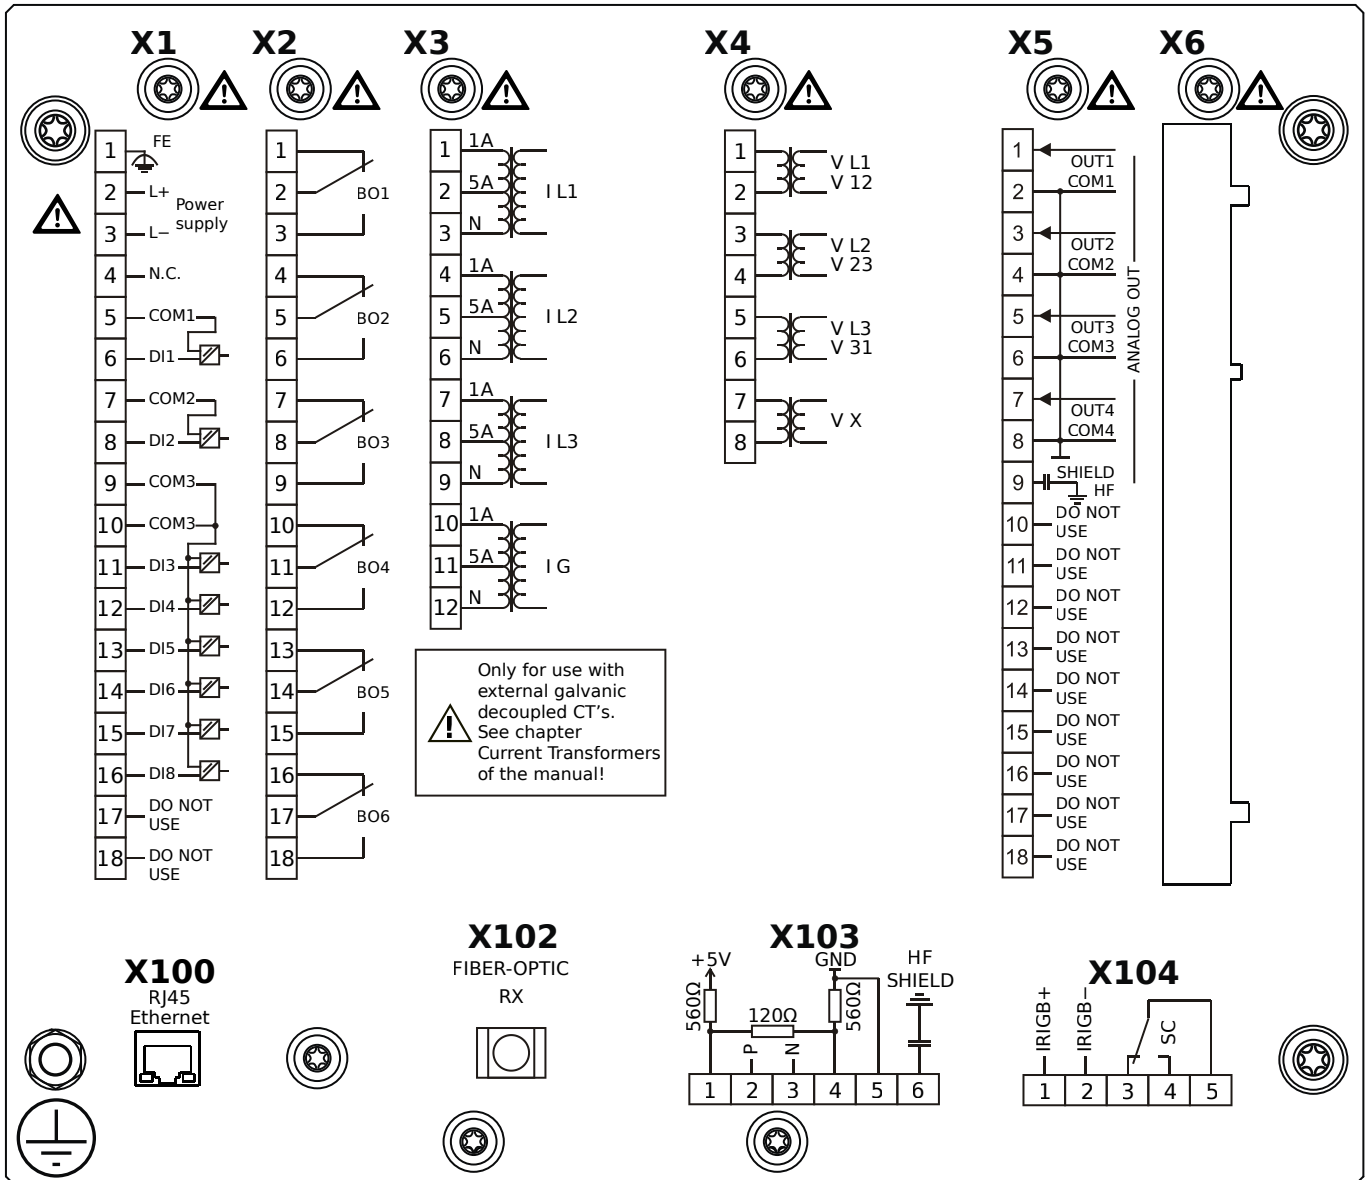 X1 X2 X3 X4 X5 X6
1 FE
2 L+
Power
supply
3 L−
4 N.C.
5 COM1
6 DI1
7 COM2
8 DI2
9 COM3
10 COM3
11 DI3
12 DI4
13 DI5
14 DI6
15 DI7
16 DI8
17 DO NOT
USE
18 DO NOT
USE
1
2 BO1
3
4
5 BO2
6
7
8 BO3
9
10
11 BO4
12
13
14 BO5
15
16
17 BO6
18
1 1A
2 5A I L1
3 N
4 1A
5 5A I L2
6 N
7 1A
8 5A I L3
9 N
10 1A
11 5A I G
12 N
Only for use with
external galvanic
decoupled CT's.
See chapter
Current Transformers
of the manual!
1 V L1
2 V 12
3 V L2
4 V 23
5 V L3
6 V 31
7 V X
8
1 OUT1
2 COM1
3 OUT2
4 COM2
5 OUT3
6 COM3
7 OUT4
8 COM4
ANALOG OUT
9 SHIELD
HF
10 DO NOT
USE
11 DO NOT
USE
12 DO NOT
USE
13 DO NOT
USE
14 DO NOT
USE
15 DO NOT
USE
16 DO NOT
USE
17 DO NOT
USE
18 DO NOT
USE
X100
RJ45
Ethernet
X102
FIBER-OPTIC
RX
X103
+5V GND HF
SHIELD
560Ω 120Ω 560Ω
P N
1 2 3 4 5 6
X104
IRIGB+ IRIGB− SC
1 2 3 4 5